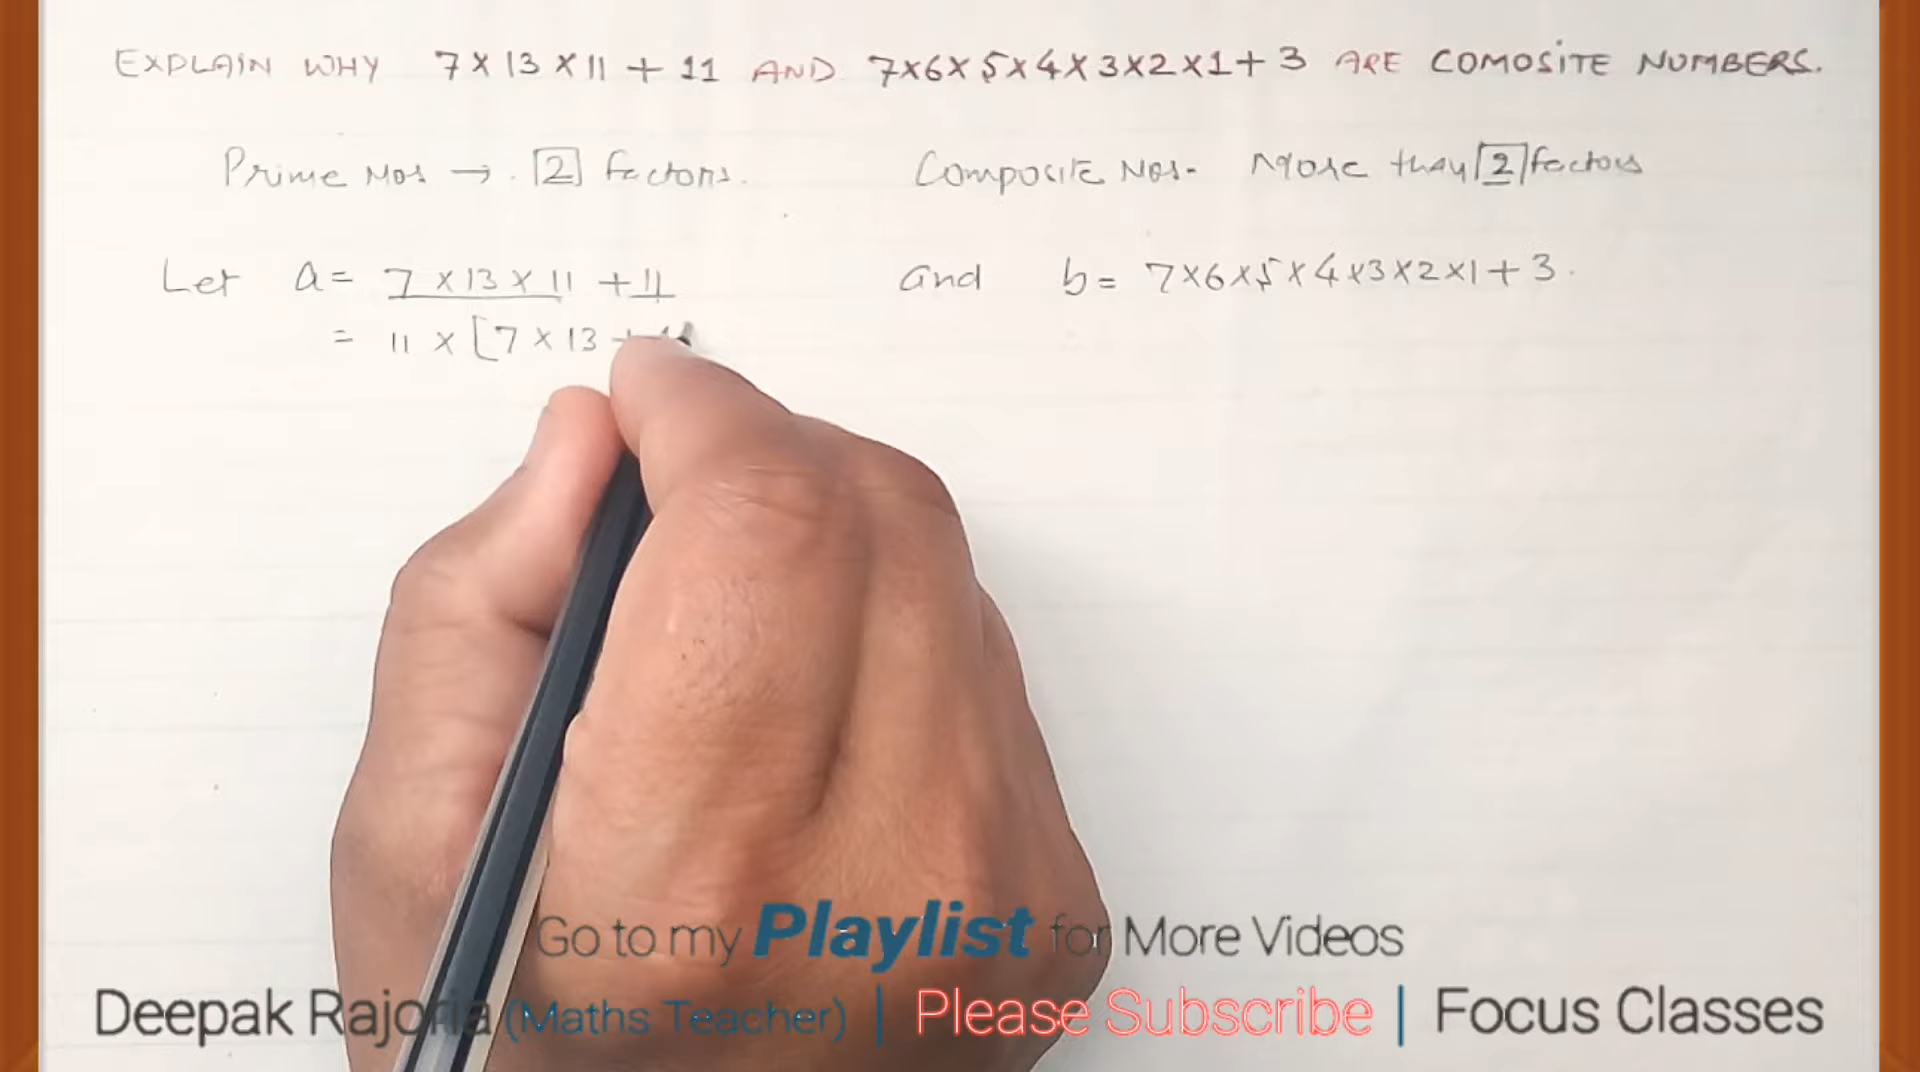 EXPLAIN WHY 7 X 13 X 11 + 11 AND 7X6X5X4X3X2X1+3 ARE COMOSITE NUMBERS.
Prime Nos → 2 factors. Composite Nos- More than 2 factors
Let a = 7 x 13 x 11 + 11 and b = 7x6x5x4x3x2x1+3.
= 11 x [7 x 13 +
Go to my Playlist for More Videos
Deepak Rajoria (Maths Teacher) | Please Subscribe | Focus Classes